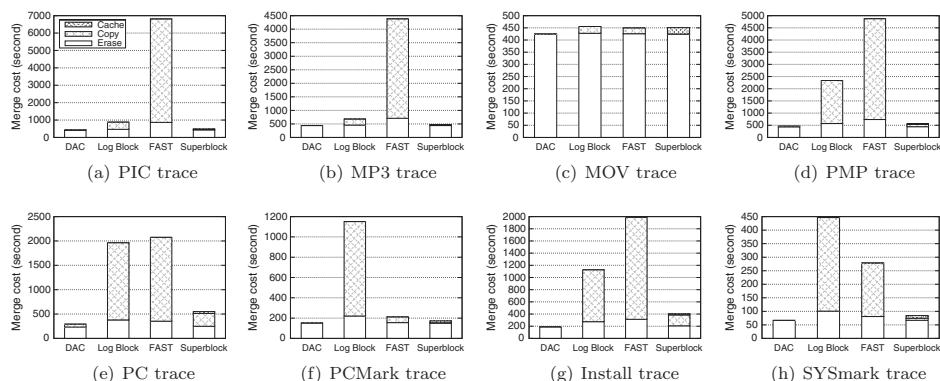 Merge cost (second)
7000
6000
5000
4000
3000
2000
1000
0
Cache
Copy
Erase
DAC Log Block FAST Superblock
(a) PIC trace
Merge cost (second)
4500
4000
3500
3000
2500
2000
1500
1000
500
0
DAC Log Block FAST Superblock
(b) MP3 trace
Merge cost (second)
500
450
400
350
300
250
200
150
100
50
0
DAC Log Block FAST Superblock
(c) MOV trace
Merge cost (second)
5000
4500
4000
3500
3000
2500
2000
1500
1000
500
0
DAC Log Block FAST Superblock
(d) PMP trace
Merge cost (second)
2500
2000
1500
1000
500
0
DAC Log Block FAST Superblock
(e) PC trace
Merge cost (second)
1200
1000
800
600
400
200
0
DAC Log Block FAST Superblock
(f) PCMark trace
Merge cost (second)
2000
1800
1600
1400
1200
1000
800
600
400
200
0
DAC Log Block FAST Superblock
(g) Install trace
Merge cost (second)
450
400
350
300
250
200
150
100
50
0
DAC Log Block FAST Superblock
(h) SYSmark trace